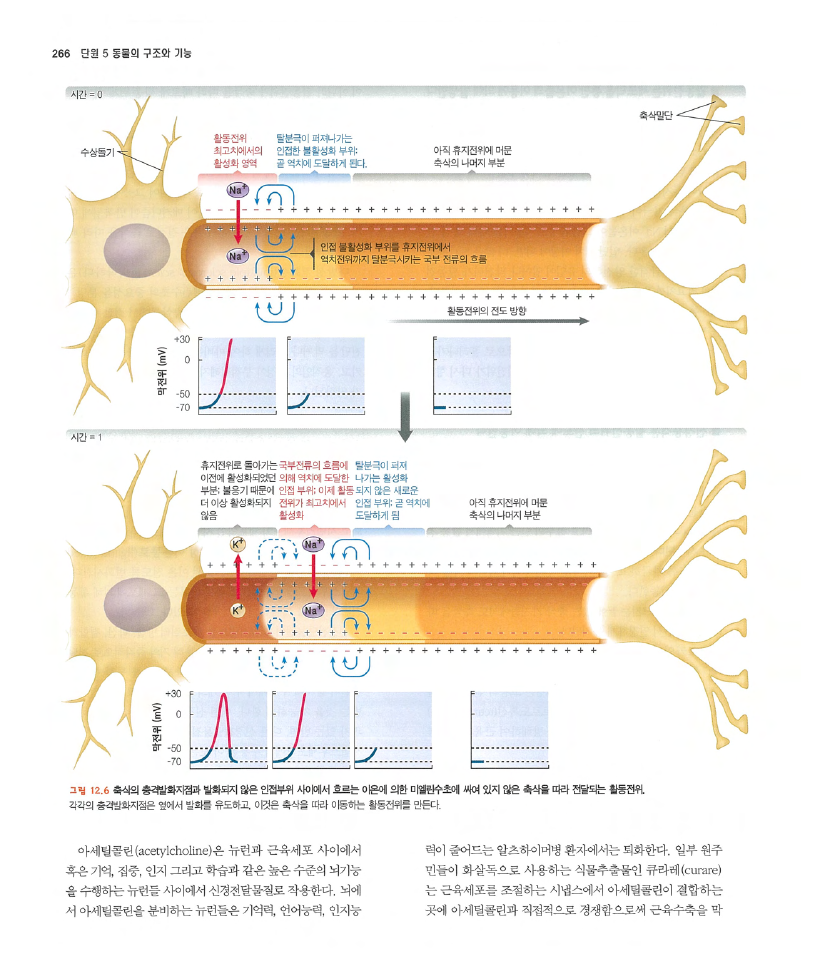 266 단원 5 동물의 구조와 기능
시간 = 0
축삭말단
수상돌기
활동전위
최고치에서의
활성화 영역
탈분극이 퍼져나가는
인접한 불활성화 부위;
곧 역치에 도달하게 된다.
아직 휴지전위에 머문
축삭의 나머지 부분
Na+
Na+
인접 불활성화 부위를 휴지전위에서
역치전위까지 탈분극시키는 국부 전류의 흐름
활동전위의 전도 방향
막전위 (mV)
+30
0
-50
-70
시간 = 1
휴지전위로 돌아가는
이전에 활성화되었던
부분; 불응기 때문에
더 이상 활성화되지
않음
국부전류의 흐름에
의해 역치에 도달한
인접 부위; 이제 활동
전위가 최고치에서
활성화
탈분극이 퍼져
나가는 활성화
되지 않은 새로운
인접 부위; 곧 역치에
도달하게 됨
아직 휴지전위에 머문
축삭의 나머지 부분
K+
Na+
K+
Na+
막전위 (mV)
+30
0
-50
-70
그림 12.6 축삭의 충격발화지점과 발화되지 않은 인접부위 사이에서 흐르는 이온에 의한 미엘린수초에 싸여 있지 않은 축삭을 따라 전달되는 활동전위.
각각의 충격발화지점은 옆에서 발화를 유도하고, 이것은 축삭을 따라 이동하는 활동전위를 만든다.
아세틸콜린(acetylcholine)은 뉴런과 근육세포 사이에서
혹은 기억, 집중, 인지 그리고 학습과 같은 높은 수준의 뇌기능
을 수행하는 뉴런들 사이에서 신경전달물질로 작용한다. 뇌에
서 아세틸콜린을 분비하는 뉴런들은 기억력, 언어능력, 인지능
력이 줄어드는 알츠하이머병 환자에서는 퇴화한다. 일부 원주
민들이 화살독으로 사용하는 식물추출물인 큐라레(curare)
는 근육세포를 조절하는 시냅스에서 아세틸콜린이 결합하는
곳에 아세틸콜린과 직접적으로 경쟁함으로써 근육수축을 막